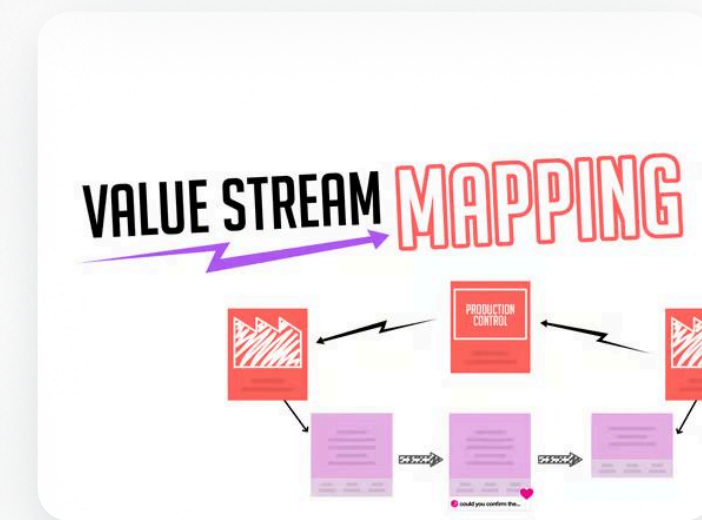 VALUE STREAM MAPPING
PRODUCTION
CONTROL
could you confirm the...